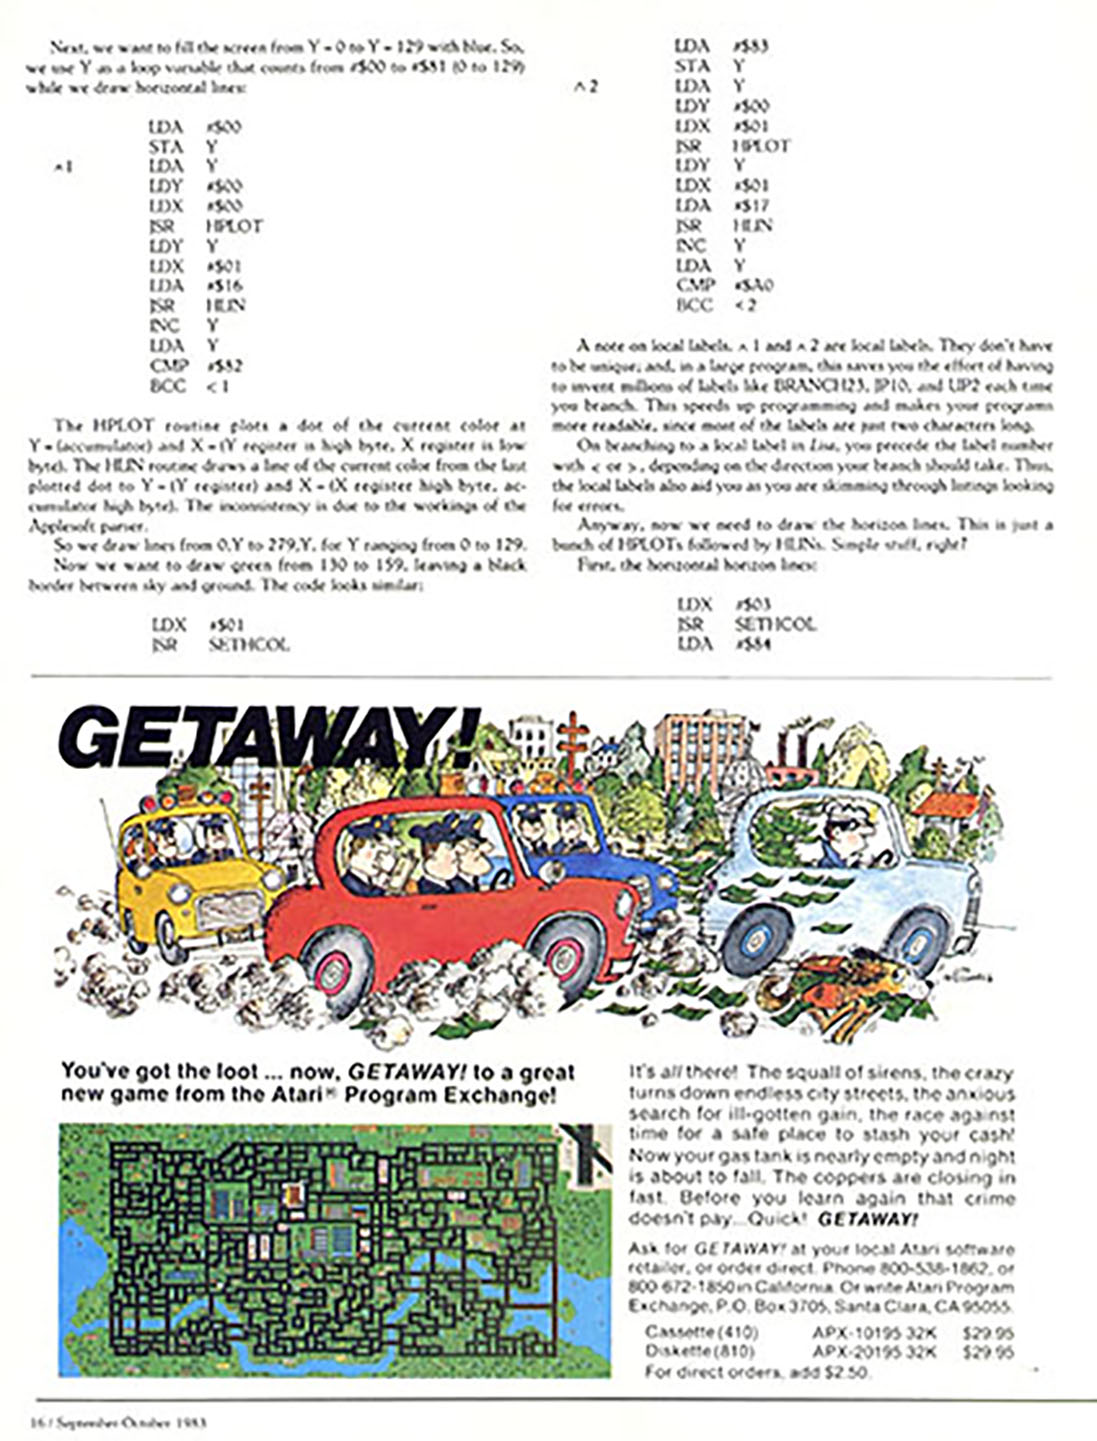 Next, we want to fill the screen from Y = 0 to Y = 129 with blue. So,
we use Y as a loop variable that counts from #$00 to #$81 (0 to 129)
while we draw horizontal lines:
LDA #$00
STA Y
^1 LDA Y
LDY #$00
LDX #$00
JSR HPLOT
LDY Y
LDX #$01
LDA #$16
JSR HLIN
INC Y
LDA Y
CMP #$82
BCC <1
The HPLOT routine plots a dot of the current color at
Y = (accumulator) and X = (Y register is high byte, X register is low
byte). The HLIN routine draws a line of the current color from the last
plotted dot to Y = (Y register) and X = (X register high byte, ac-
cumulator high byte). The inconsistency is due to the workings of the
Applesoft parser.
So we draw lines from 0,Y to 279,Y, for Y ranging from 0 to 129.
Now we want to draw green from 130 to 159, leaving a black
border between sky and ground. The code looks similar:
LDX #$01
JSR SETHCOL
LDA #$83
STA Y
^2 LDA Y
LDY #$00
LDX #$01
JSR HPLOT
LDY Y
LDX #$01
LDA #$17
JSR HLIN
INC Y
LDA Y
CMP #$A0
BCC <2
A note on local labels. ^1 and ^2 are local labels. They don't have
to be unique; and, in a large program, this saves you the effort of having
to invent millions of labels like BRANCH23, JP10, and UP2 each time
you branch. This speeds up programming and makes your programs
more readable, since most of the labels are just two characters long.
On branching to a local label in Lisa, you precede the label number
with < or >, depending on the direction your branch should take. Thus,
the local labels also aid you as you are skimming through listings looking
for errors.
Anyway, now we need to draw the horizon lines. This is just a
bunch of HPLOTs followed by HLINs. Simple stuff, right?
First, the horizontal horizon lines:
LDX #$03
JSR SETHCOL
LDA #$84
GETAWAY!
You've got the loot ... now, GETAWAY! to a great
new game from the Atari® Program Exchange!
It's all there! The squall of sirens, the crazy
turns down endless city streets, the anxious
search for ill-gotten gain, the race against
time for a safe place to stash your cash!
Now your gas tank is nearly empty and night
is about to fall. The coppers are closing in
fast. Before you learn again that crime
doesn't pay...Quick! GETAWAY!
Ask for GETAWAY! at your local Atari software
retailer, or order direct. Phone 800-538-1862, or
800-672-1850 in California. Or write Atari Program
Exchange, P.O. Box 3705, Santa Clara, CA 95055.
Cassette (410) APX-10195 32K $29.95
Diskette (810) APX-20195 32K $29.95
For direct orders, add $2.50.
16 / September-October 1983